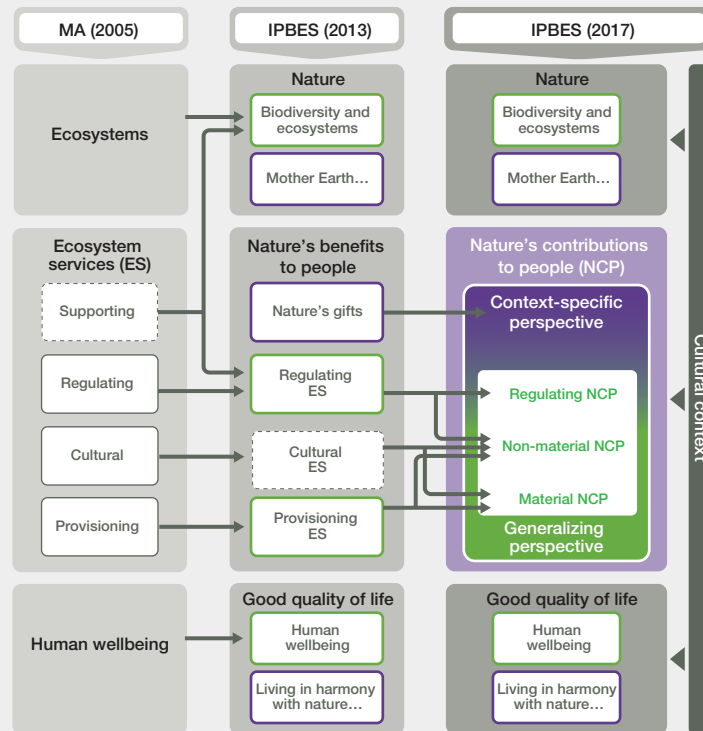 MA (2005)
IPBES (2013)
IPBES (2017)
Ecosystems
Nature
Biodiversity and
ecosystems
Mother Earth…
Nature
Biodiversity and
ecosystems
Mother Earth…
Ecosystem
services (ES)
Supporting
Regulating
Cultural
Provisioning
Nature’s benefits
to people
Nature’s gifts
Regulating
ES
Cultural
ES
Provisioning
ES
Nature’s contributions
to people (NCP)
Context-specific
perspective
Regulating NCP
Non-material NCP
Material NCP
Generalizing
perspective
Human wellbeing
Good quality of life
Human
wellbeing
Living in harmony
with nature…
Good quality of life
Human
wellbeing
Living in harmony
with nature…
Cultural context